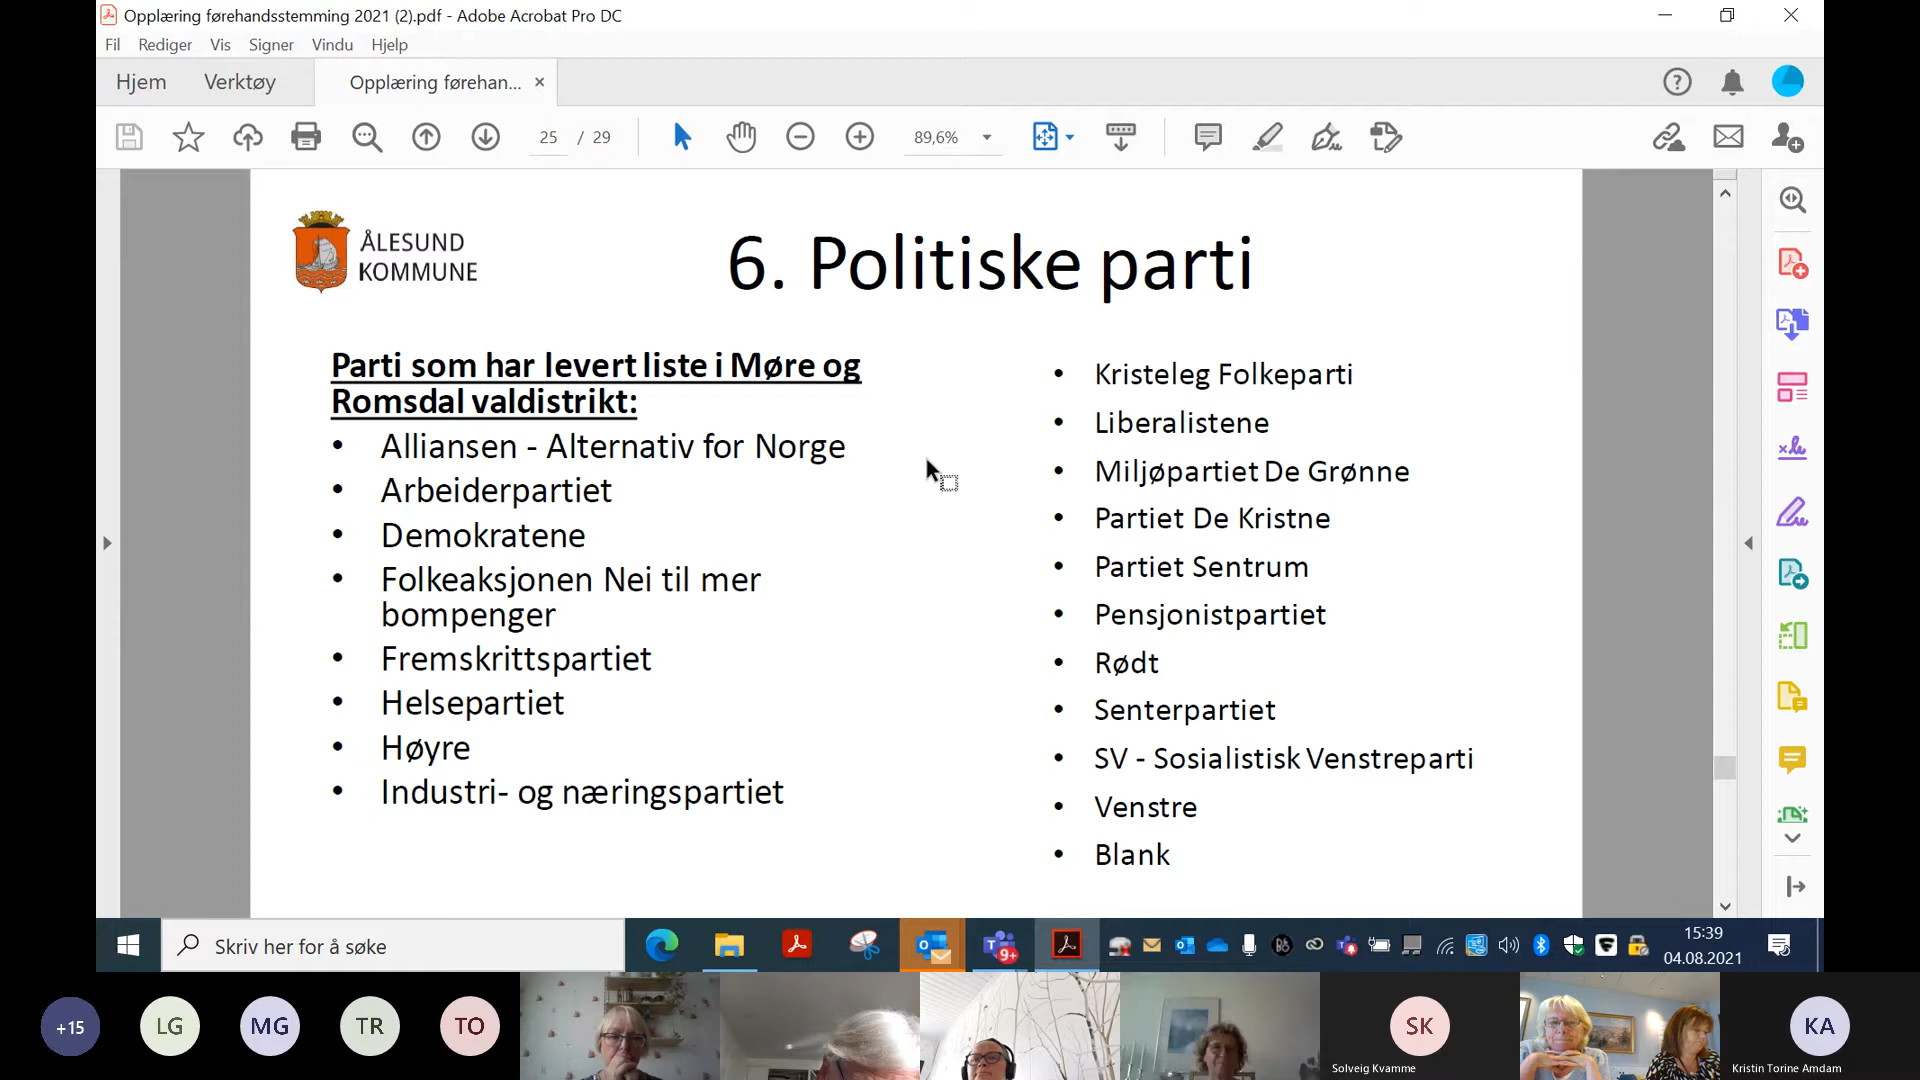 Opplæring førehandsstemming 2021 (2).pdf - Adobe Acrobat Pro DC
Fil Rediger Vis Signer Vindu Hjelp
Hjem Verktøy Opplæring førehan... ×
25 / 29 89,6%
ÅLESUND
KOMMUNE
6. Politiske parti
Parti som har levert liste i Møre og
Romsdal valdistrikt:
• Alliansen - Alternativ for Norge
• Arbeiderpartiet
• Demokratene
• Folkeaksjonen Nei til mer
bompenger
• Fremskrittspartiet
• Helsepartiet
• Høyre
• Industri- og næringspartiet
• Kristeleg Folkeparti
• Liberalistene
• Miljøpartiet De Grønne
• Partiet De Kristne
• Partiet Sentrum
• Pensjonistpartiet
• Rødt
• Senterpartiet
• SV - Sosialistisk Venstreparti
• Venstre
• Blank
Skriv her for å søke
9+
15:39
04.08.2021
+15 LG MG TR TO SK KA
Solveig Kvamme
Kristin Torine Amdam